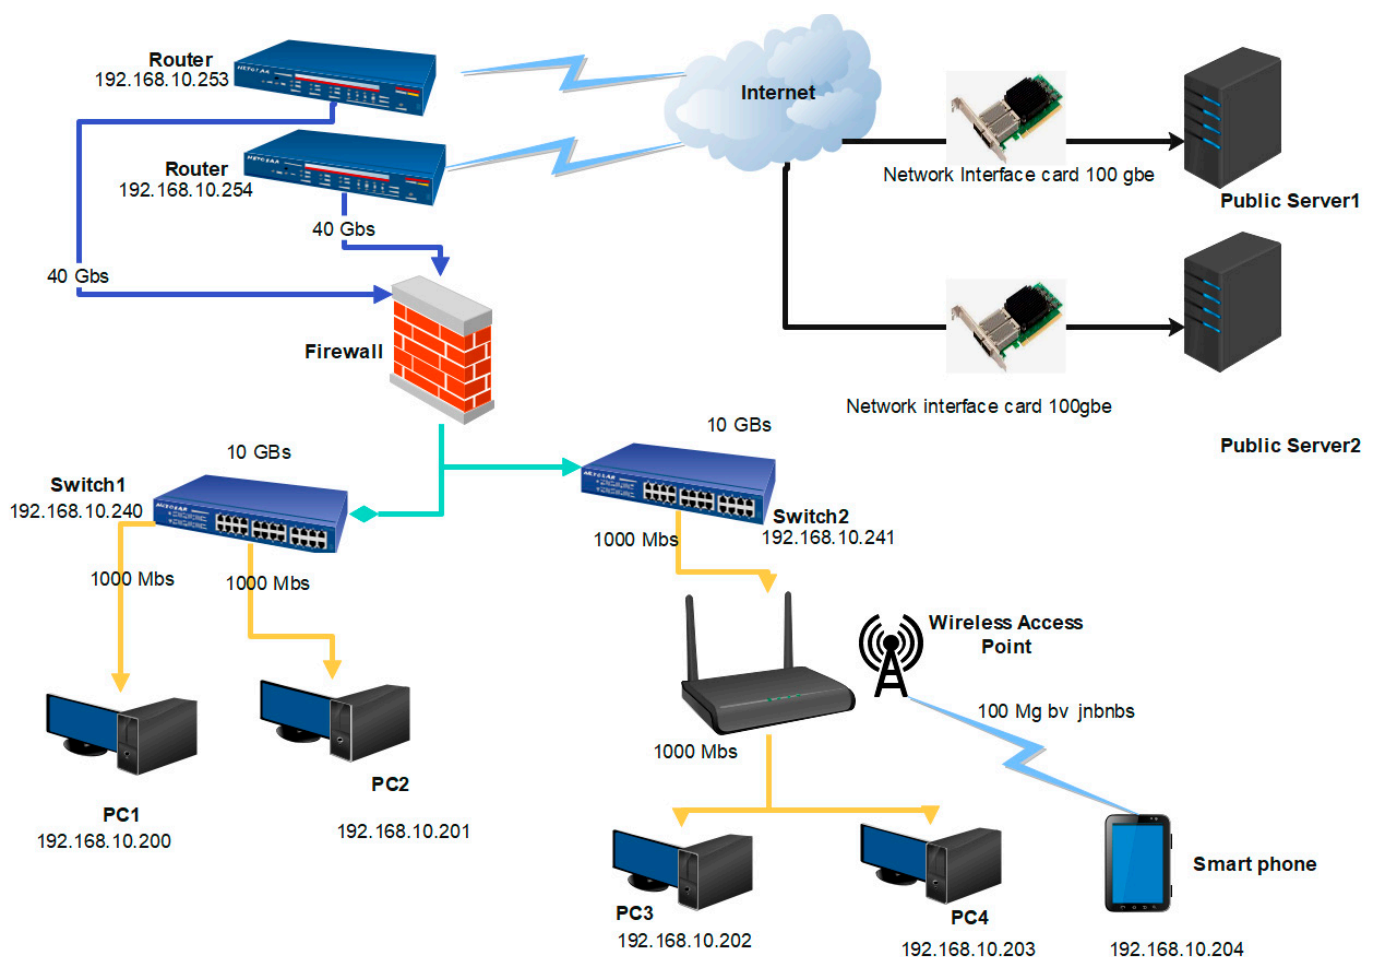 Router
192.168.10.253
Internet
Router
192.168.10.254
Network Interface card 100 gbe
Public Server1
40 Gbs
40 Gbs
Firewall
Network interface card 100gbe
10 GBs
Public Server2
10 GBs
Switch1
192.168.10.240
NETGEAR
NETGEAR
Switch2
192.168.10.241
1000 Mbs
1000 Mbs
1000 Mbs
Wireless Access
Point
100 Mg bv jnbnbs
1000 Mbs
PC2
192.168.10.201
PC1
192.168.10.200
Smart phone
192.168.10.204
PC3
192.168.10.202
PC4
192.168.10.203